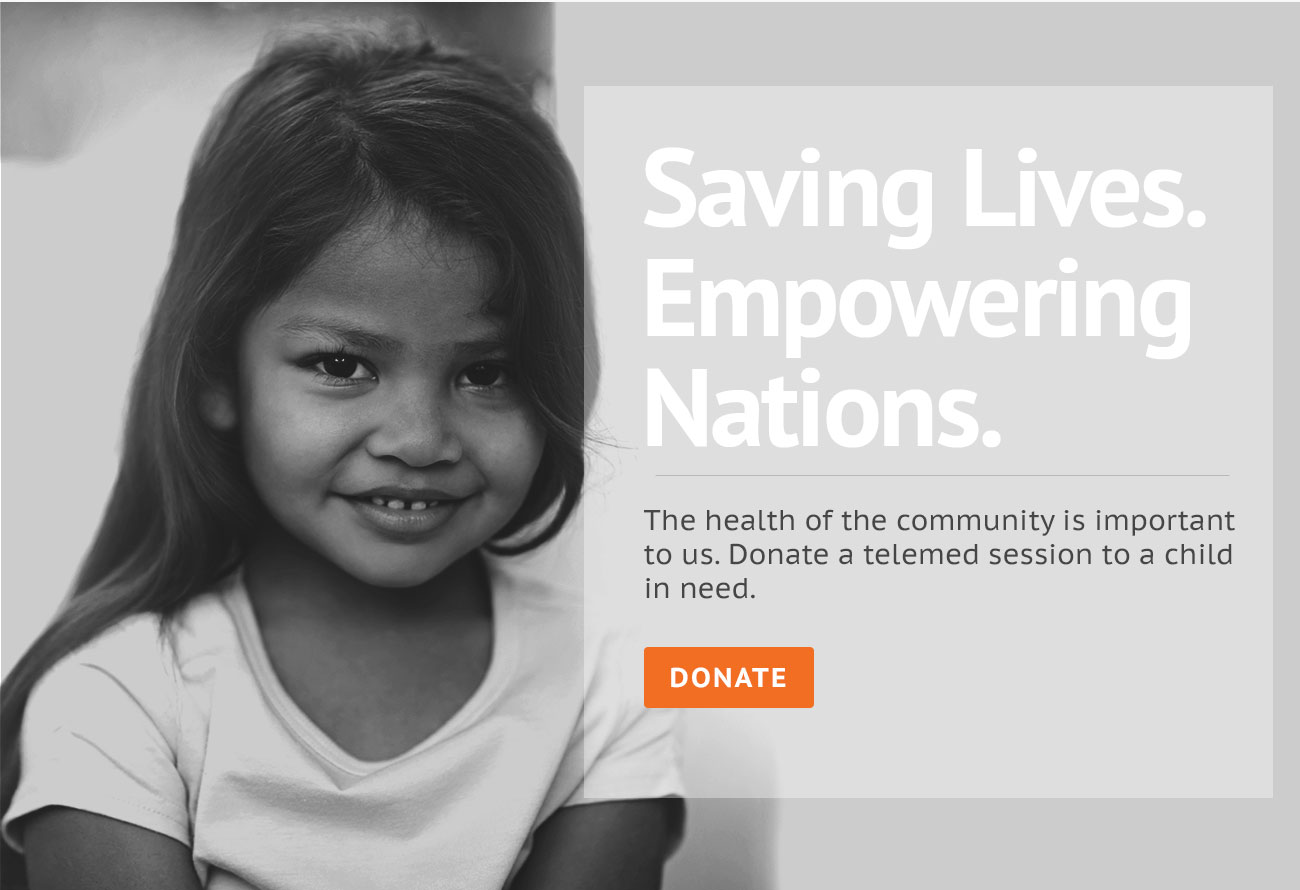 Saving Lives.
Empowering
Nations.
The health of the community is important
to us. Donate a telemed session to a child
in need.
DONATE